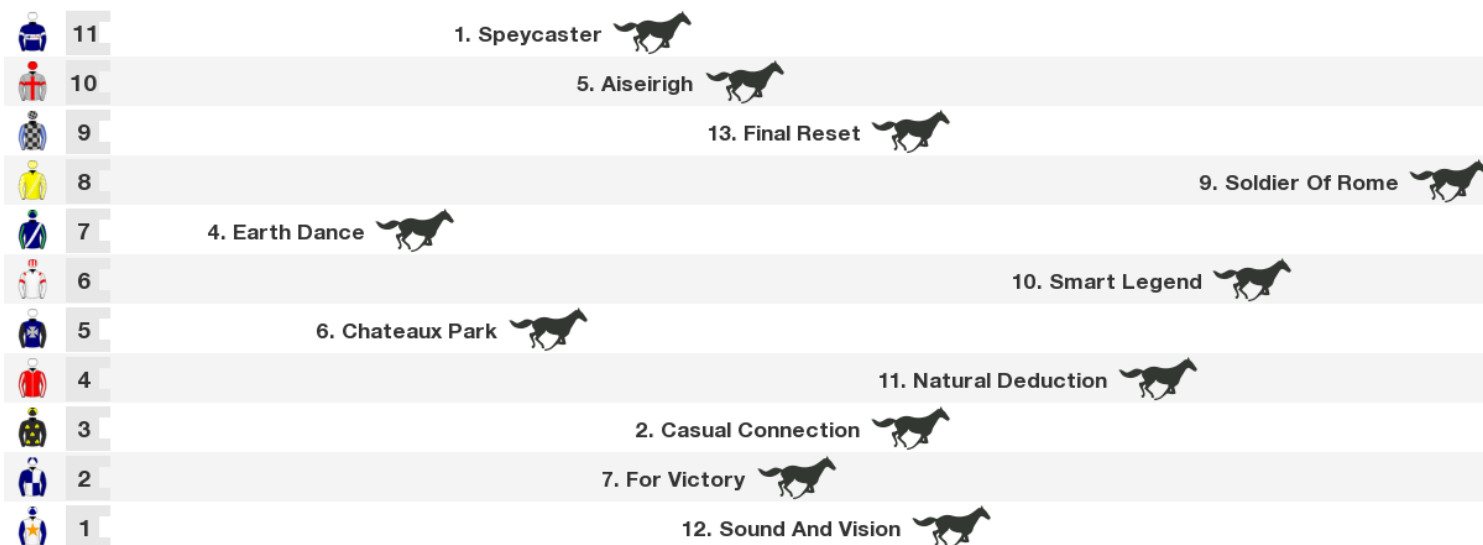 11 1. Speycaster
10 5. Aiseirigh
9 13. Final Reset
8 9. Soldier Of Rome
7 4. Earth Dance
6 10. Smart Legend
5 6. Chateaux Park
4 11. Natural Deduction
3 2. Casual Connection
2 7. For Victory
1 12. Sound And Vision